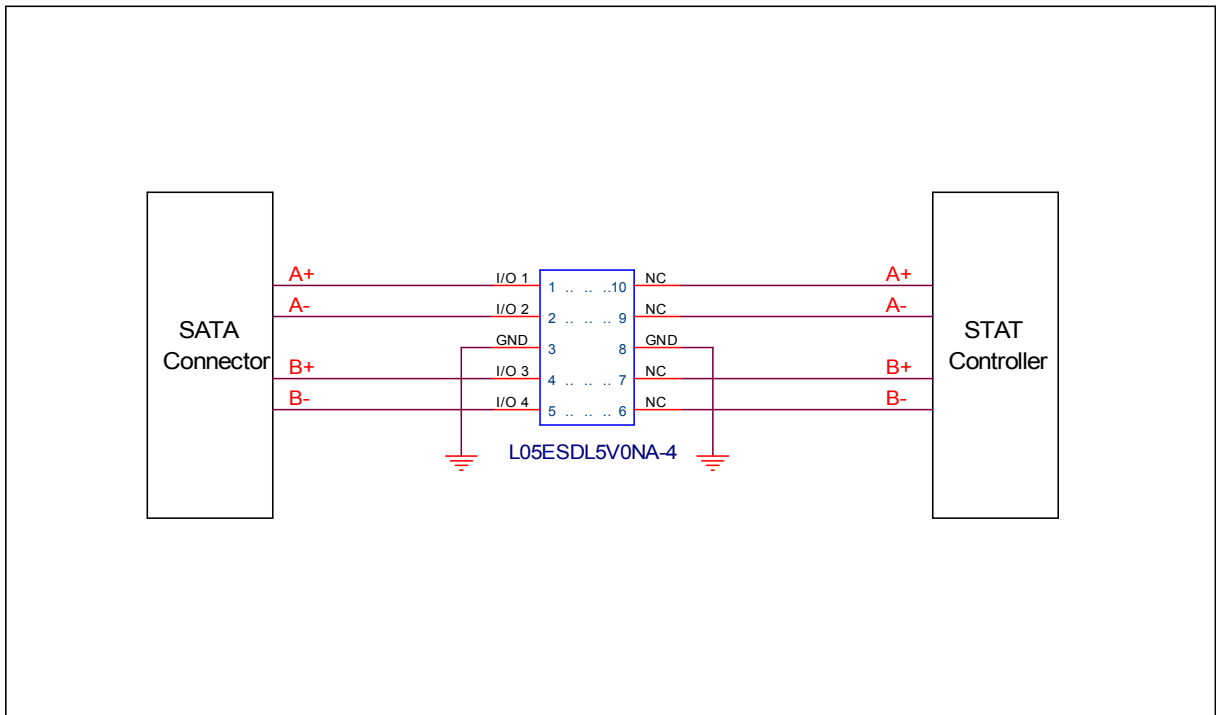 A+ I/O 1 1 .. .. ..10 NC A+
A- I/O 2 2 .. .. .. 9 NC A-
SATA GND 3 8 GND STAT
Connector B+ I/O 3 4 .. .. .. 7 NC B+ Controller
B- I/O 4 5 .. .. .. 6 NC B-
L05ESDL5V0NA-4